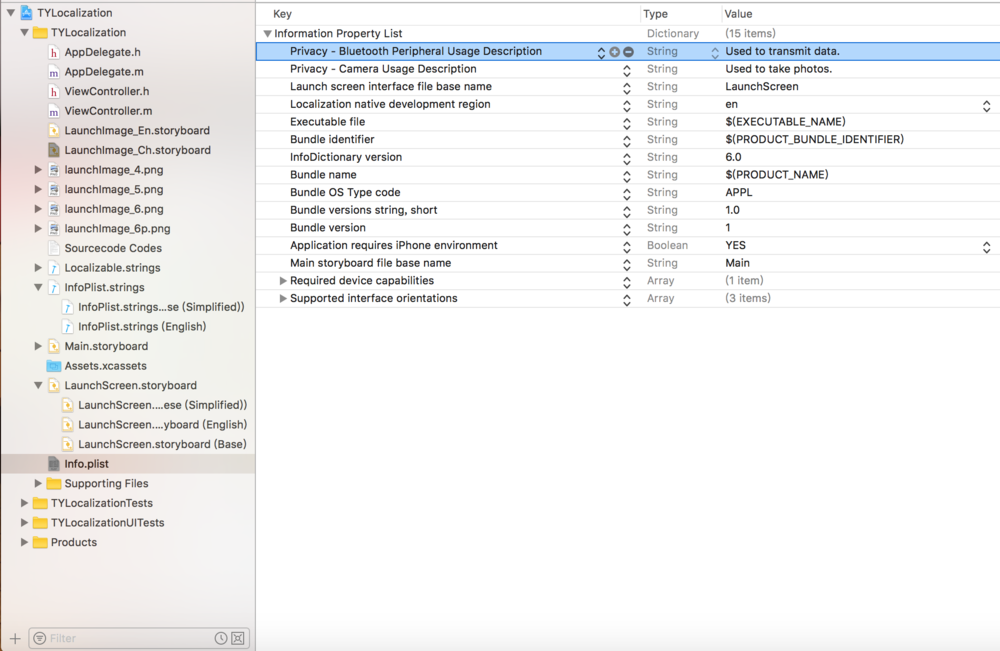 TYLocalization
TYLocalization
AppDelegate.h
AppDelegate.m
ViewController.h
ViewController.m
LaunchImage_En.storyboard
LaunchImage_Ch.storyboard
launchImage_4.png
launchImage_5.png
launchImage_6.png
launchImage_6p.png
Sourcecode Codes
Localizable.strings
InfoPlist.strings
InfoPlist.strings...se (Simplified))
InfoPlist.strings (English)
Main.storyboard
Assets.xcassets
LaunchScreen.storyboard
LaunchScreen....ese (Simplified))
LaunchScreen....yboard (English)
LaunchScreen.storyboard (Base)
Info.plist
Supporting Files
TYLocalizationTests
TYLocalizationUITests
Products
Filter
Key Type Value
Information Property List Dictionary (15 items)
Privacy - Bluetooth Peripheral Usage Description String Used to transmit data.
Privacy - Camera Usage Description String Used to take photos.
Launch screen interface file base name String LaunchScreen
Localization native development region String en
Executable file String $(EXECUTABLE_NAME)
Bundle identifier String $(PRODUCT_BUNDLE_IDENTIFIER)
InfoDictionary version String 6.0
Bundle name String $(PRODUCT_NAME)
Bundle OS Type code String APPL
Bundle versions string, short String 1.0
Bundle version String 1
Application requires iPhone environment Boolean YES
Main storyboard file base name String Main
Required device capabilities Array (1 item)
Supported interface orientations Array (3 items)